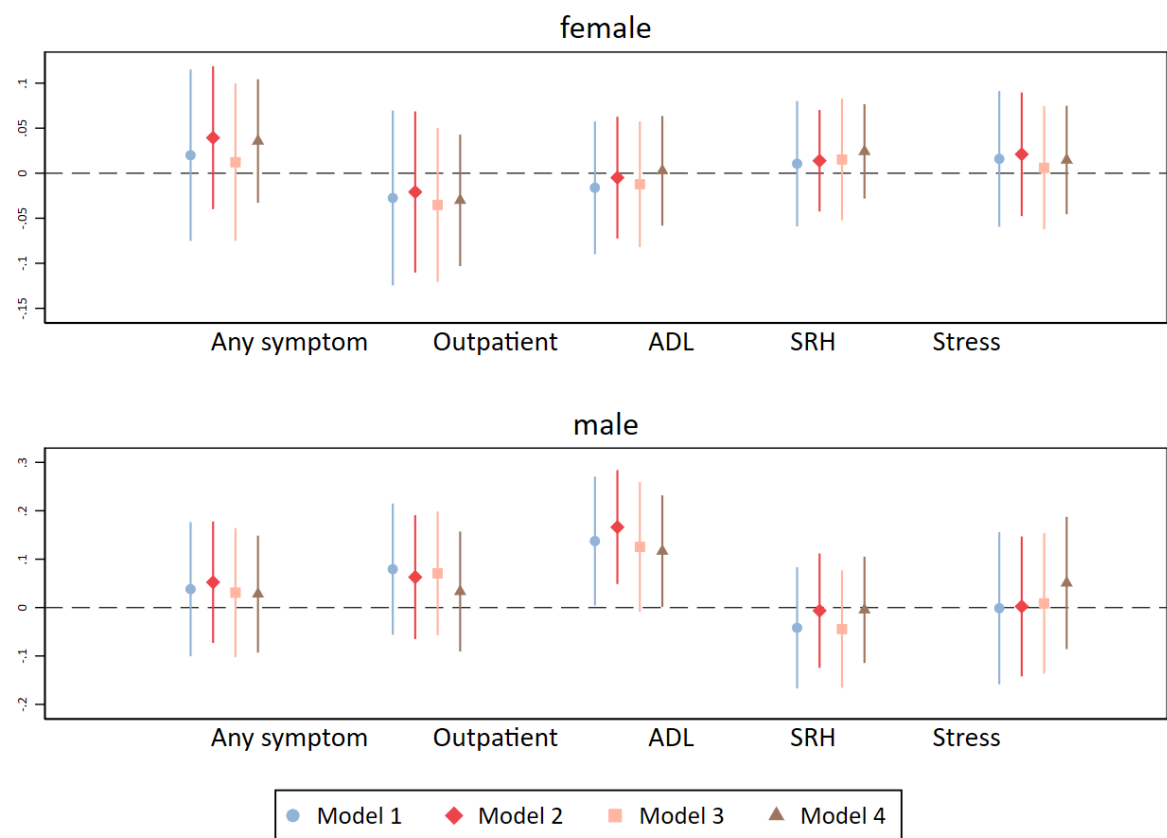 female
.1
.05
0
-.05
-.1
-.15
Any symptom Outpatient ADL SRH Stress
male
.3
.2
.1
0
-.1
-.2
Any symptom Outpatient ADL SRH Stress
Model 1 Model 2 Model 3 Model 4